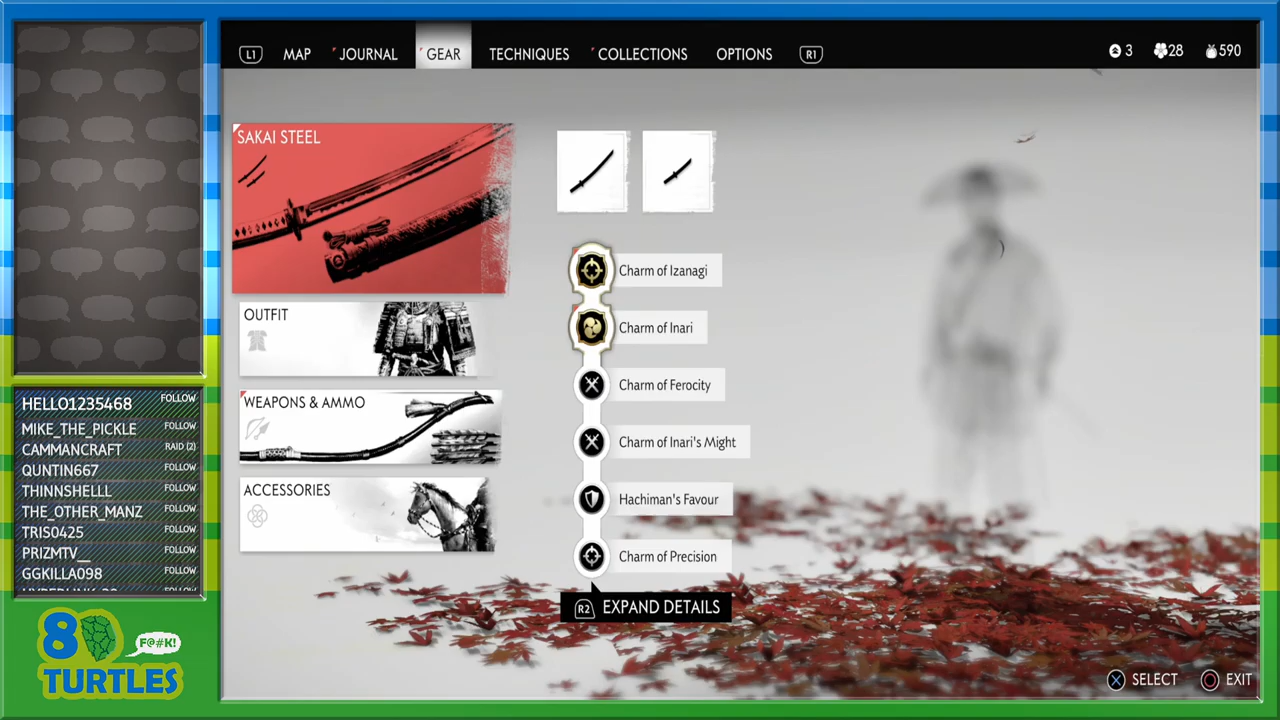 L1 MAP JOURNAL GEAR TECHNIQUES COLLECTIONS OPTIONS R1
3 28 590
SAKAI STEEL
OUTFIT
WEAPONS & AMMO
ACCESSORIES
Charm of Izanagi
Charm of Inari
Charm of Ferocity
Charm of Inari's Might
Hachiman's Favour
Charm of Precision
R2 EXPAND DETAILS
SELECT EXIT
HELLO1235468 FOLLOW
MIKE_THE_PICKLE FOLLOW
CAMMANCRAFT RAID (2)
QUNTIN667 FOLLOW
THINNSHELLL FOLLOW
THE_OTHER_MANZ FOLLOW
TRIS0425 FOLLOW
PRIZMTV__ FOLLOW
GGKILLA098 FOLLOW
8
F@#K!
TURTLES